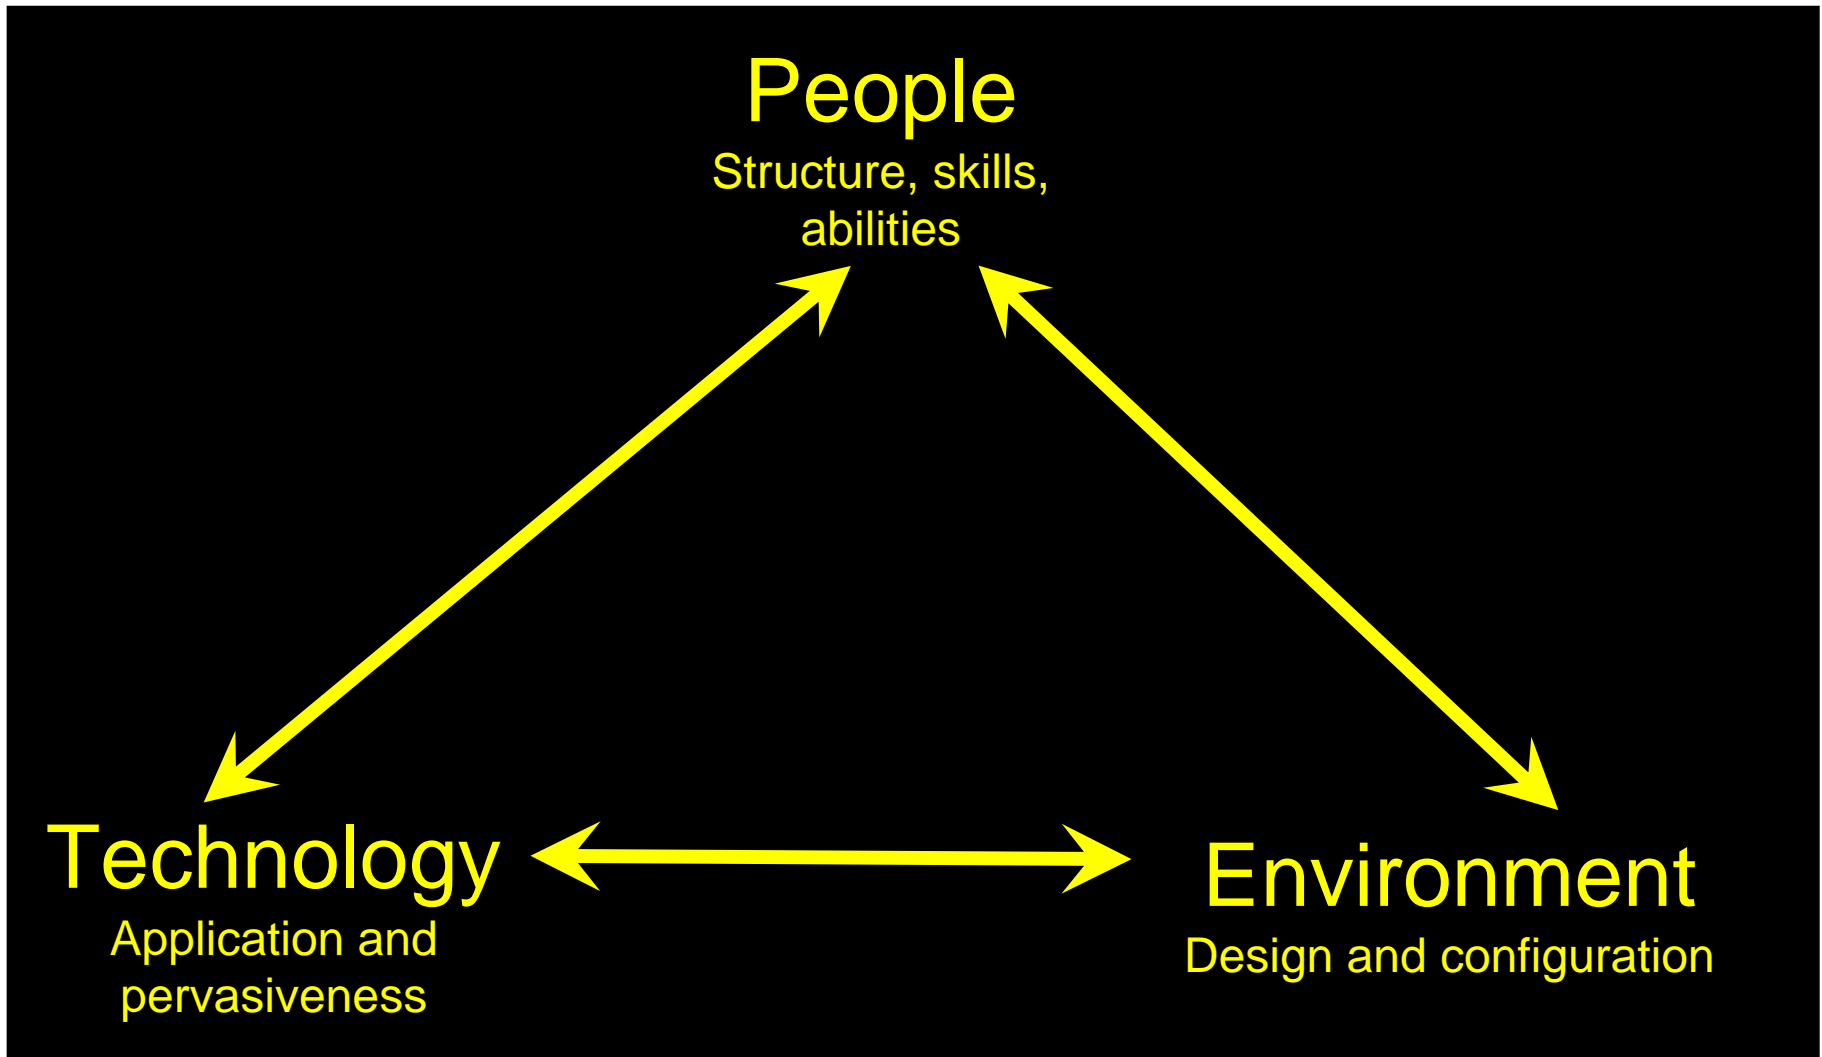 People
Structure, skills,
abilities
Technology
Application and
pervasiveness
Environment
Design and configuration